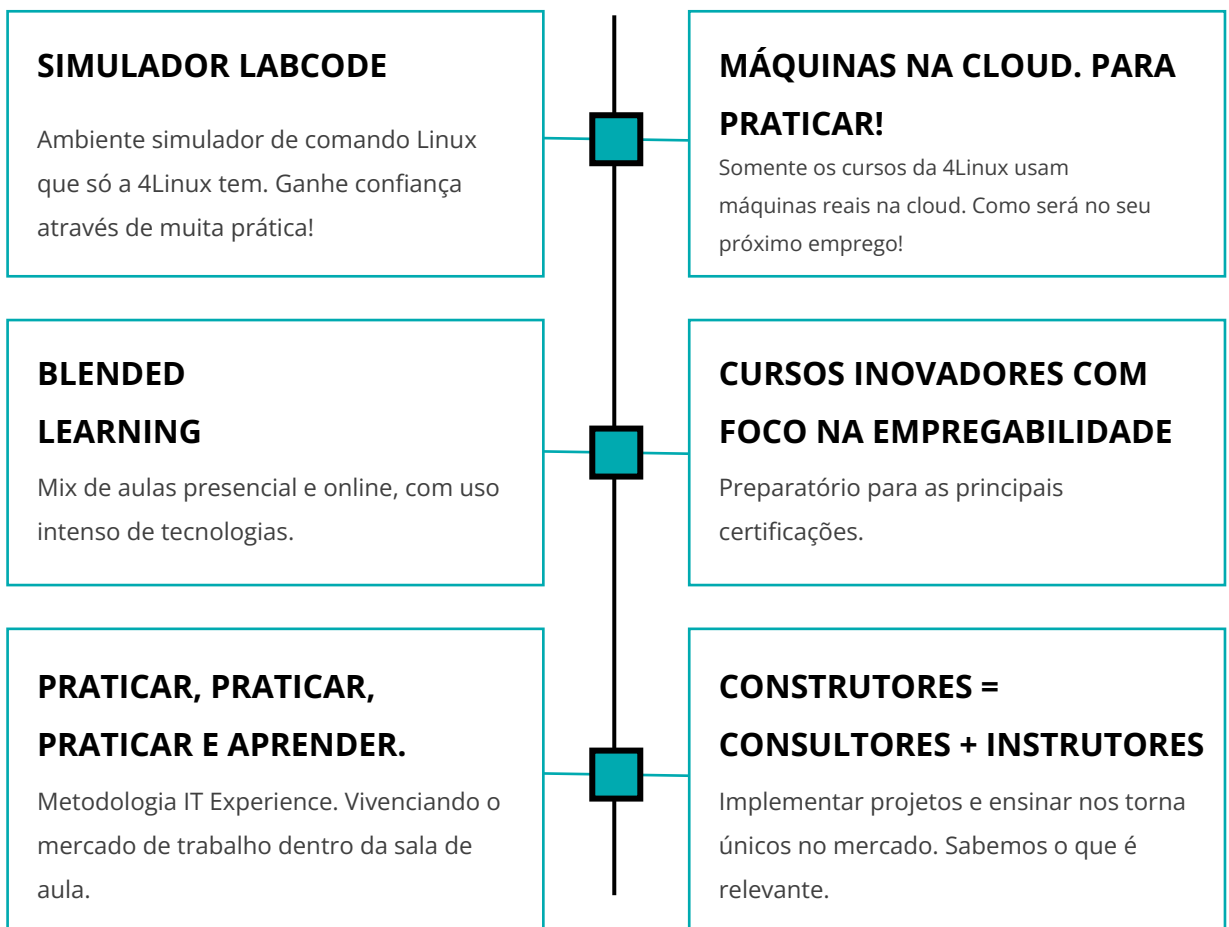 SIMULADOR LABCODE
Ambiente simulador de comando Linux
que só a 4Linux tem. Ganhe confiança
através de muita prática!
MÁQUINAS NA CLOUD. PARA
PRATICAR!
Somente os cursos da 4Linux usam
máquinas reais na cloud. Como será no seu
próximo emprego!
BLENDED
LEARNING
Mix de aulas presencial e online, com uso
intenso de tecnologias.
CURSOS INOVADORES COM
FOCO NA EMPREGABILIDADE
Preparatório para as principais
certificações.
PRATICAR, PRATICAR,
PRATICAR E APRENDER.
Metodologia IT Experience. Vivenciando o
mercado de trabalho dentro da sala de
aula.
CONSTRUTORES =
CONSULTORES + INSTRUTORES
Implementar projetos e ensinar nos torna
únicos no mercado. Sabemos o que é
relevante.